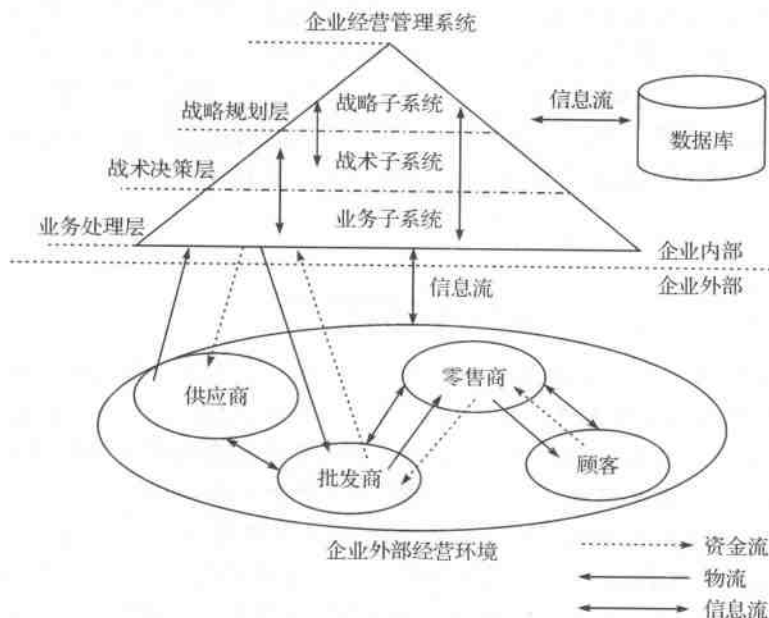 企业经营管理系统
战略规划层
战略子系统
信息流
数据库
战术决策层
战术子系统
业务处理层
业务子系统
企业内部
企业外部
信息流
供应商
零售商
批发商
顾客
企业外部经营环境
资金流
物流
信息流